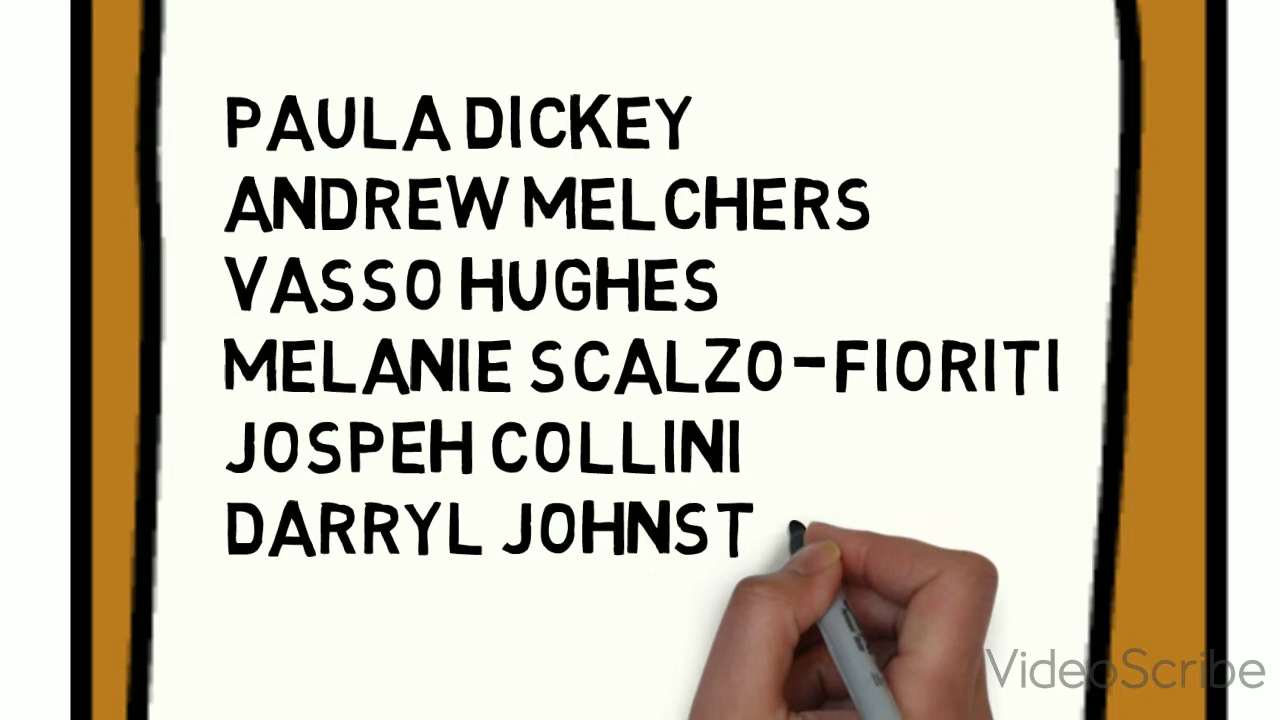 PAULA DICKEY
ANDREW MELCHERS
VASSO HUGHES
MELANIE SCALZO-FIORITI
JOSPEH COLLINI
DARRYL JOHNST
VideoScribe